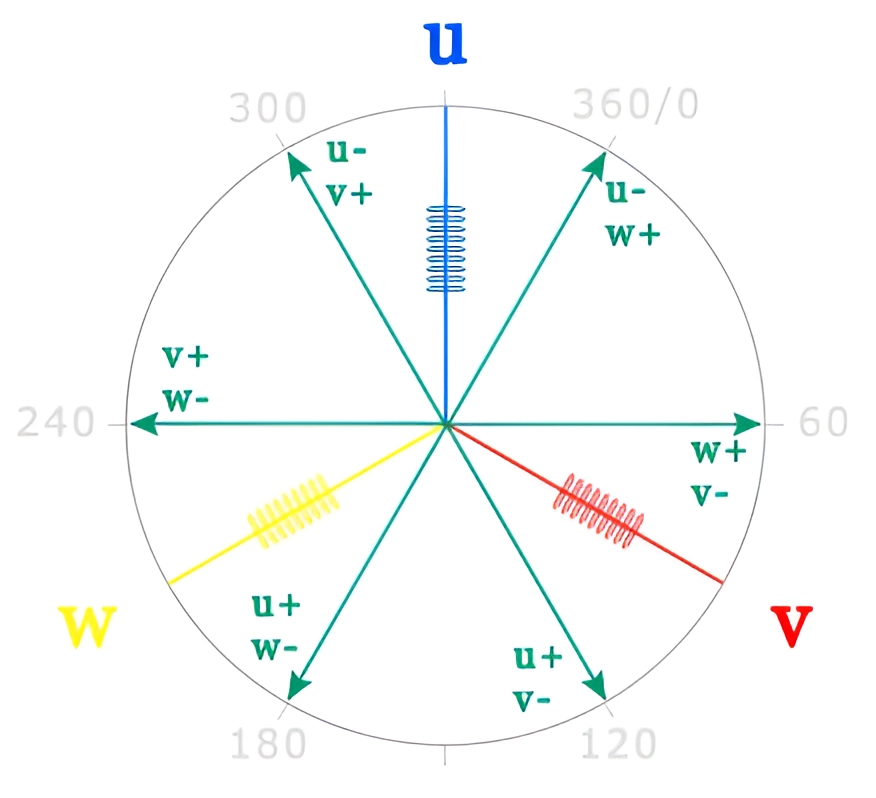 u
300
360/0
u-
v+
u-
w+
v+
w-
240
60
w+
v-
u+
w-
w
v
u+
v-
180
120